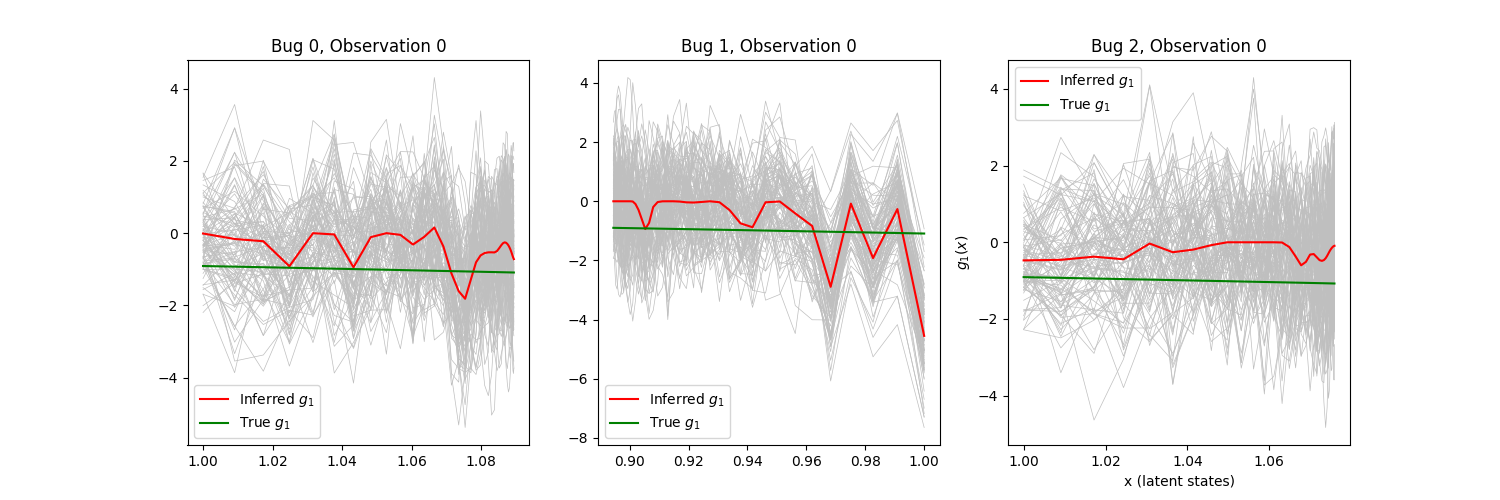 Bug 0, Observation 0
4
2
0
−2
−4
1.00 1.02 1.04 1.06 1.08
Inferred g₁
True g₁
Bug 1, Observation 0
4
2
0
−2
−4
−6
−8
0.90 0.92 0.94 0.96 0.98 1.00
Inferred g₁
True g₁
Bug 2, Observation 0
Inferred g₁
True g₁
g₁(x)
4
2
0
−2
−4
1.00 1.02 1.04 1.06
x (latent states)